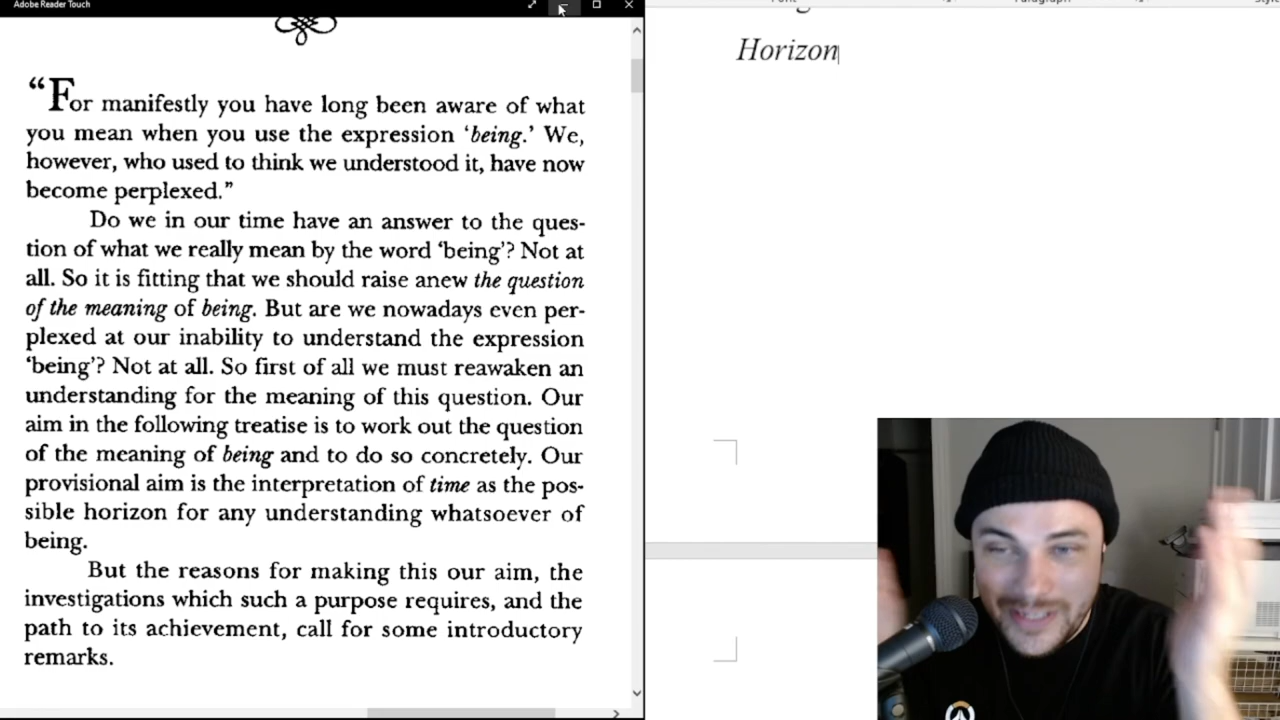 Adobe Reader Touch
“For manifestly you have long been aware of what
you mean when you use the expression ‘being.’ We,
however, who used to think we understood it, have now
become perplexed.”
Do we in our time have an answer to the ques-
tion of what we really mean by the word ‘being’? Not at
all. So it is fitting that we should raise anew the question
of the meaning of being. But are we nowadays even per-
plexed at our inability to understand the expression
‘being’? Not at all. So first of all we must reawaken an
understanding for the meaning of this question. Our
aim in the following treatise is to work out the question
of the meaning of being and to do so concretely. Our
provisional aim is the interpretation of time as the pos-
sible horizon for any understanding whatsoever of
being.
But the reasons for making this our aim, the
investigations which such a purpose requires, and the
path to its achievement, call for some introductory
remarks.
Horizon